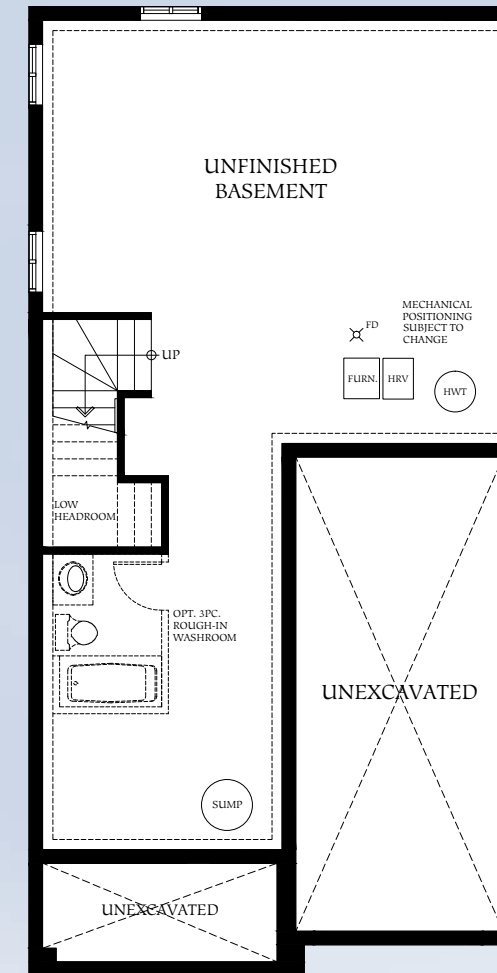 UNFINISHED
BASEMENT
MECHANICAL
POSITIONING
SUBJECT TO
CHANGE
FD
UP
FURN.
HRV
HWT
LOW
HEADROOM
OPT. 3PC.
ROUGH-IN
WASHROOM
UNEXCAVATED
SUMP
UNEXCAVATED